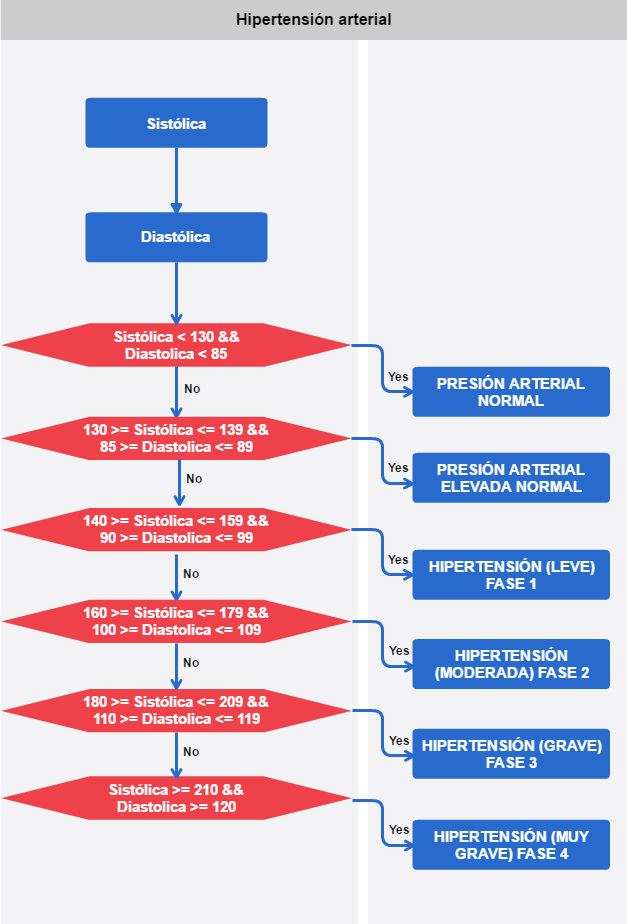 Hipertensión arterial
Sistólica
Diastólica
Sistólica < 130 &&
Diastolica < 85
Yes
PRESIÓN ARTERIAL
NORMAL
No
130 >= Sistólica <= 139 &&
85 >= Diastolica <= 89
Yes
PRESIÓN ARTERIAL
ELEVADA NORMAL
No
140 >= Sistólica <= 159 &&
90 >= Diastolica <= 99
Yes
HIPERTENSIÓN (LEVE)
FASE 1
No
160 >= Sistólica <= 179 &&
100 >= Diastolica <= 109
Yes
HIPERTENSIÓN
(MODERADA) FASE 2
No
180 >= Sistólica <= 209 &&
110 >= Diastolica <= 119
Yes
HIPERTENSIÓN (GRAVE)
FASE 3
No
Sistólica >= 210 &&
Diastolica >= 120
Yes
HIPERTENSIÓN (MUY
GRAVE) FASE 4